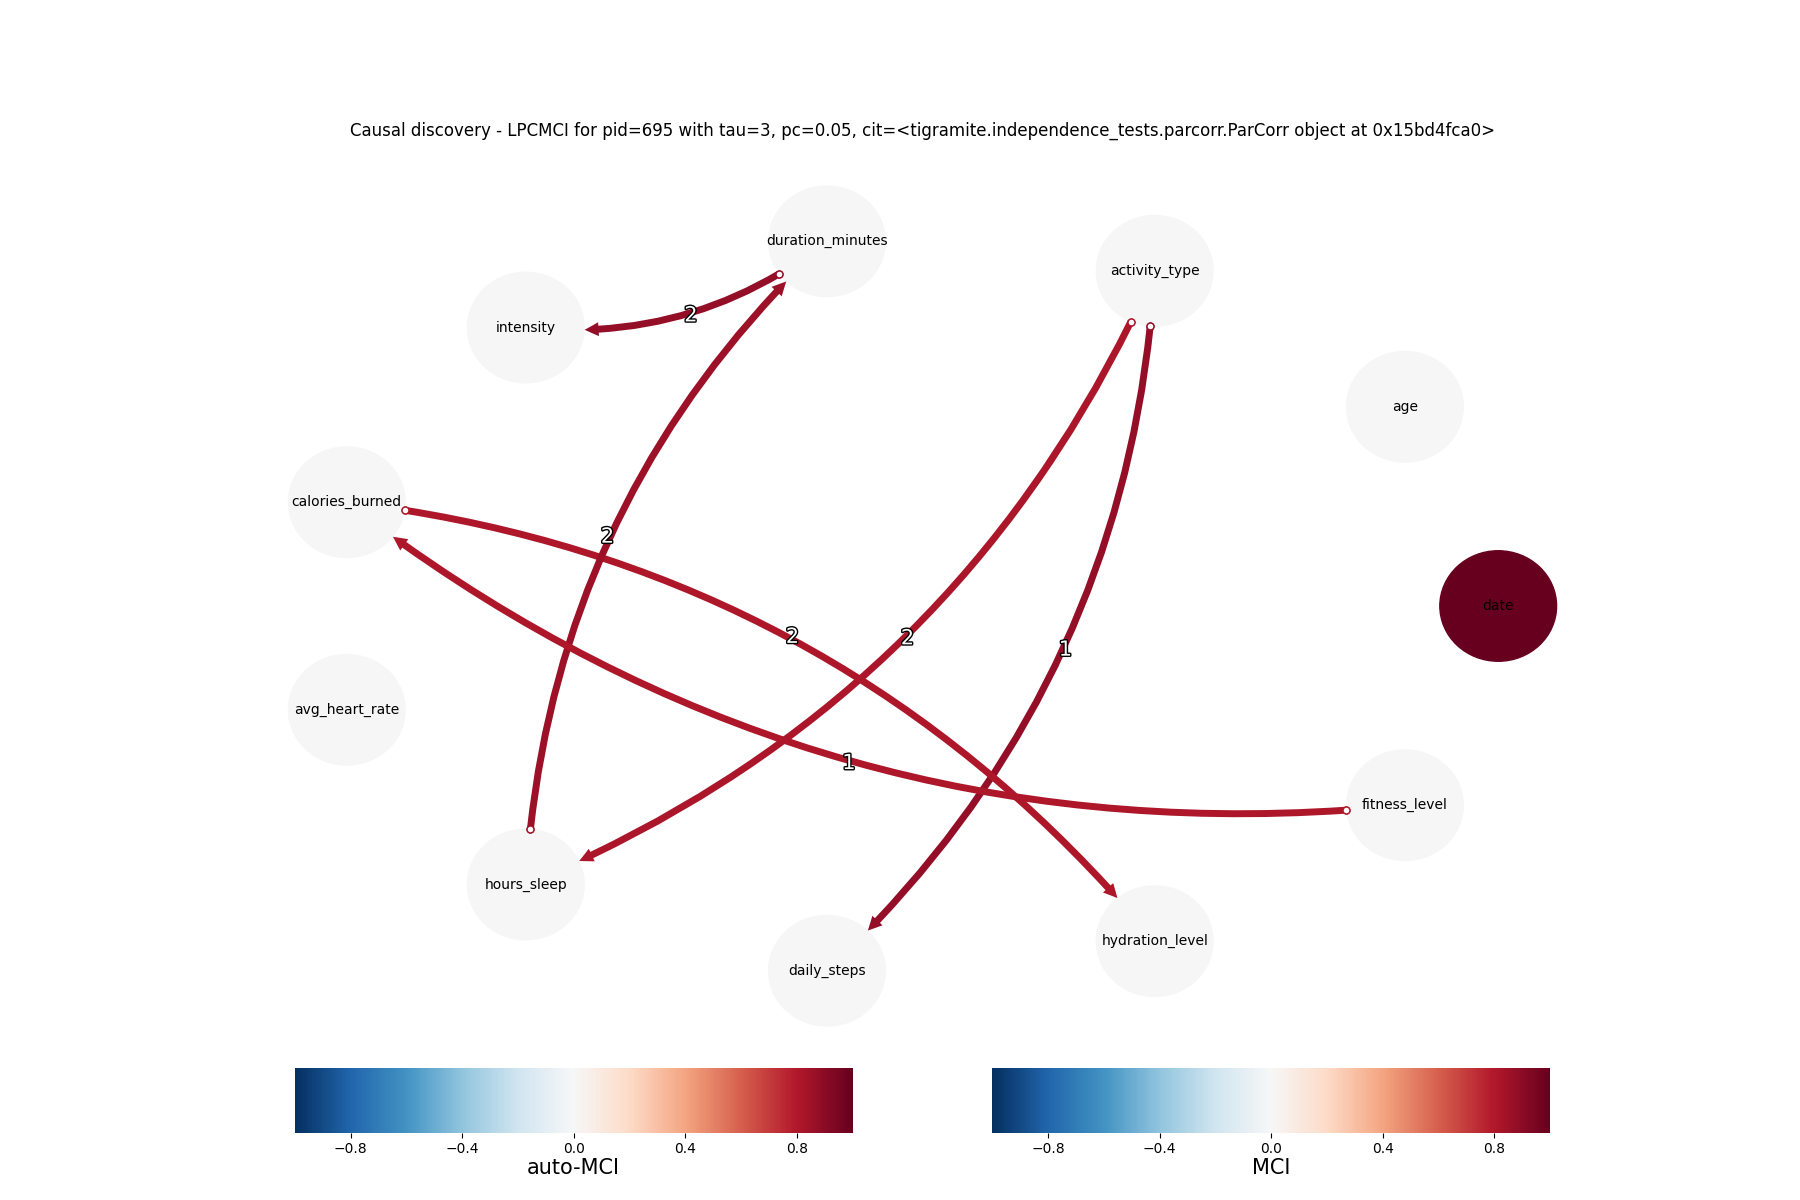 Causal discovery - LPCMCI for pid=695 with tau=3, pc=0.05, cit=<tigramite.independence_tests.parcorr.ParCorr object at 0x15bd4fca0>
duration_minutes
activity_type
intensity
2
age
calories_burned
2
date
2
2
1
avg_heart_rate
1
fitness_level
hours_sleep
hydration_level
daily_steps
−0.8 −0.4 0.0 0.4 0.8
auto-MCI
−0.8 −0.4 0.0 0.4 0.8
MCI